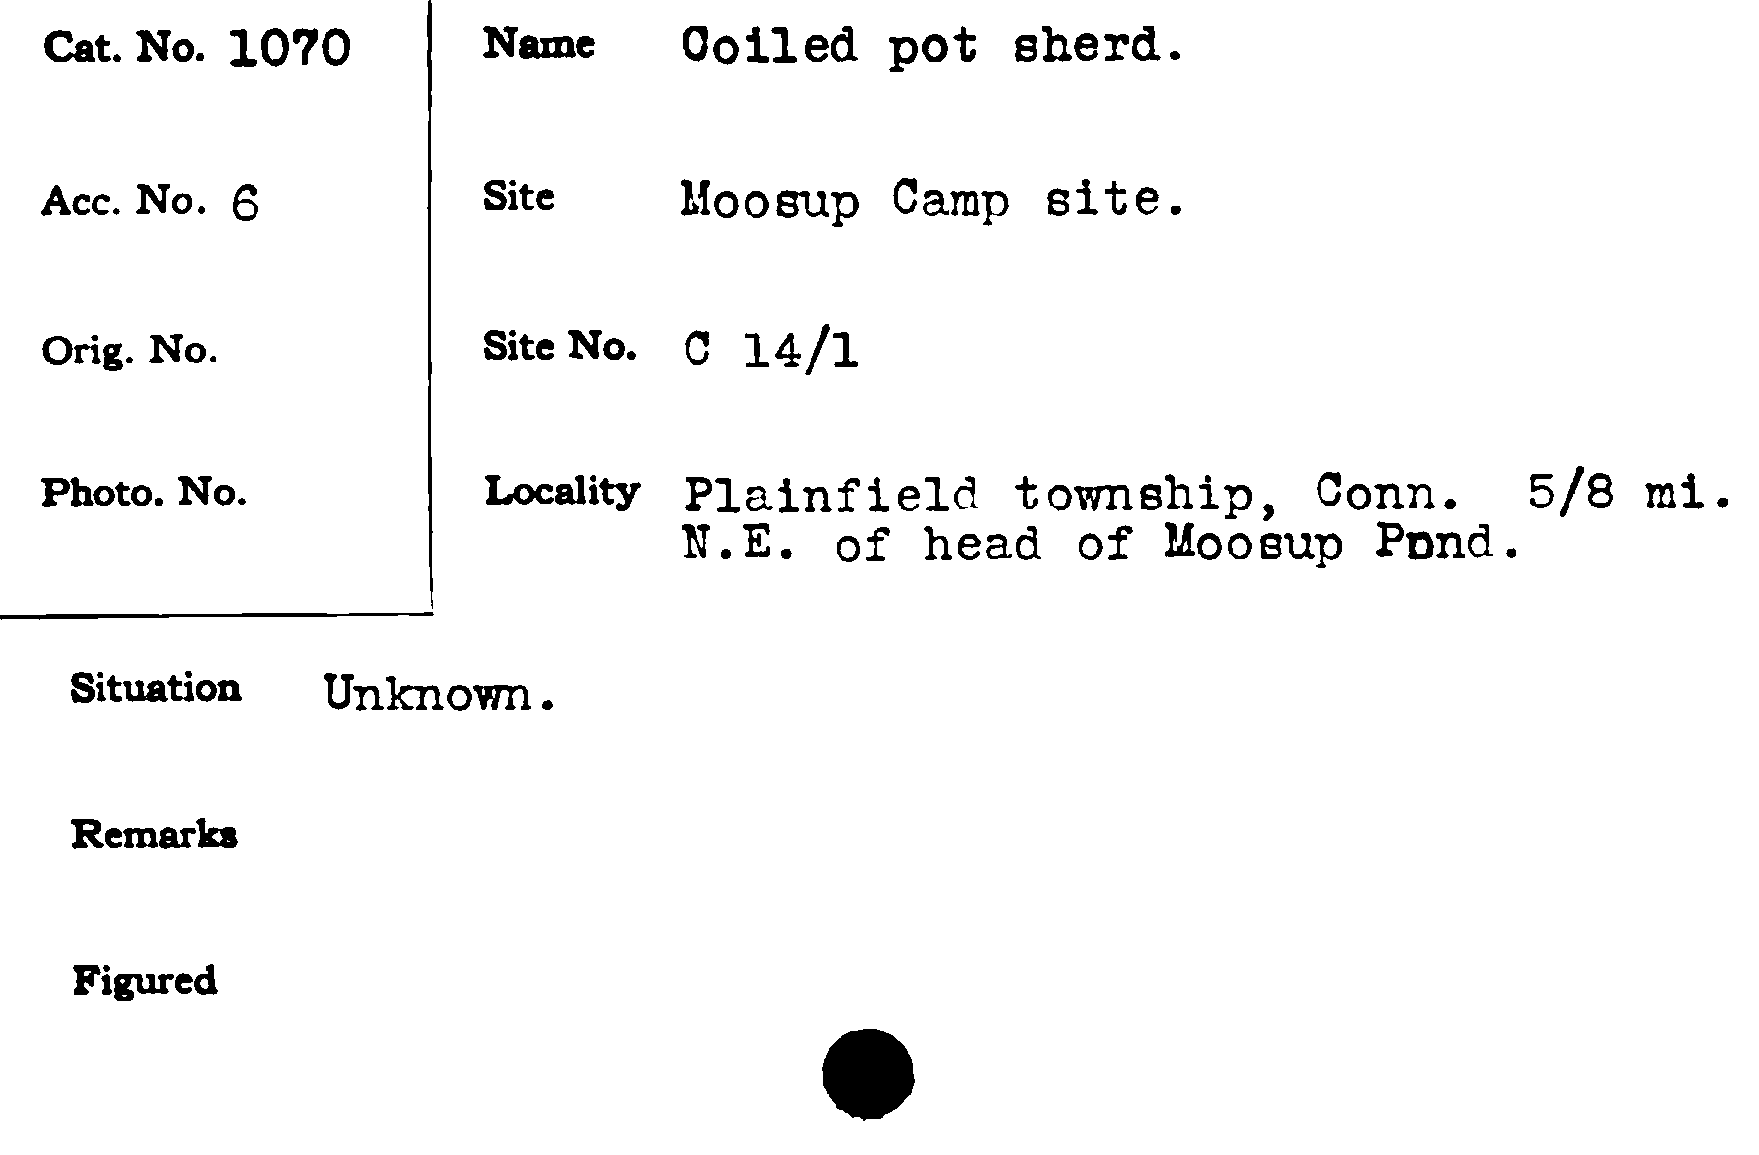 Cat. No. 1070
Name Coiled pot sherd.
Acc. No. 6
Site Moosup Camp site.
Orig. No.
Site No. C 14/1
Photo. No.
Locality Plainfield township, Conn. 5/8 mi.
N.E. of head of Moosup Pond.
Situation Unknown.
Remarks
Figured